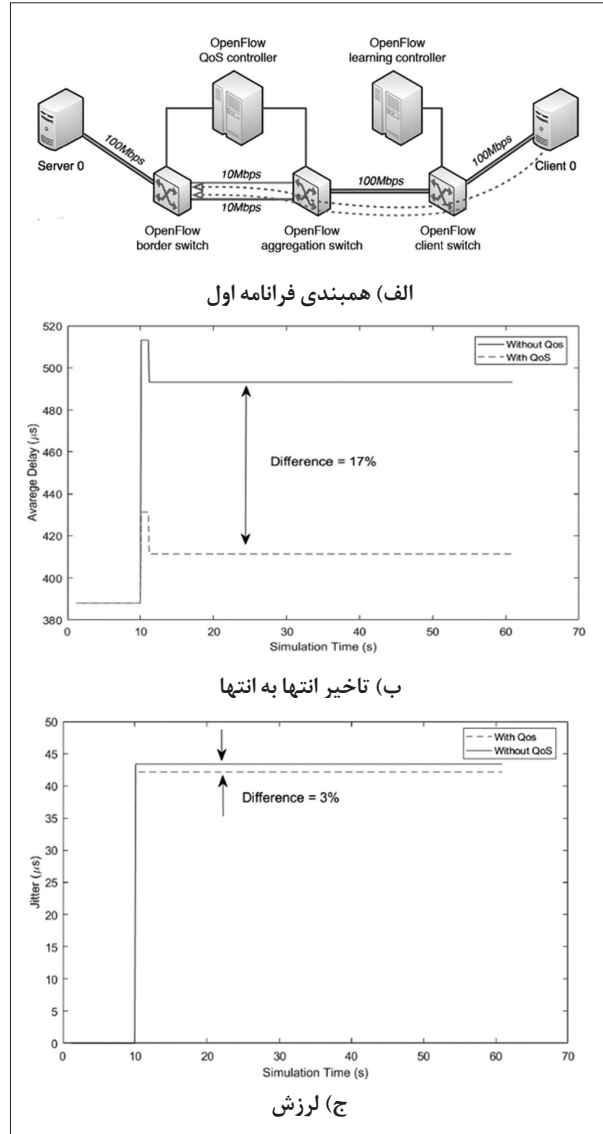 OpenFlow
QoS controller
OpenFlow
learning controller
100Mbps
10Mbps
10Mbps
100Mbps
100Mbps
Server 0
Client 0
OpenFlow
border switch
OpenFlow
aggregation switch
OpenFlow
client switch
الف) همبندی فرانامه اول
520
500
480
460
440
420
400
380
Avarege Delay (μs)
Without Qos
With QoS
Difference = 17%
0
10
20
30
40
50
60
70
Simulation Time (s)
ب) تاخیر انتها به انتها
50
45
40
35
30
25
20
15
10
5
0
Jitter (μs)
With Qos
Without QoS
Difference = 3%
0
10
20
30
40
50
60
70
Simulation Time (s)
ج) لرزش